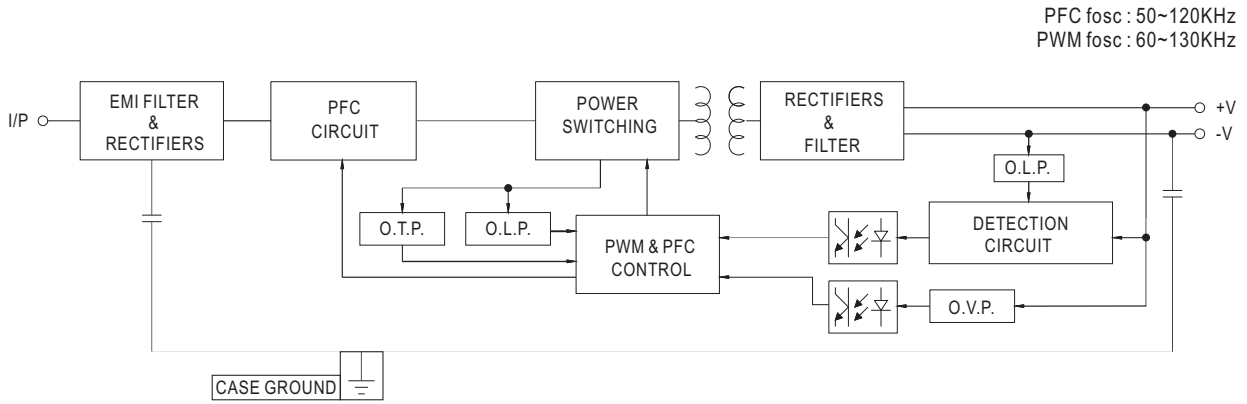 PFC fosc : 50~120KHz
PWM fosc : 60~130KHz
I/P
EMI FILTER
&
RECTIFIERS
PFC
CIRCUIT
POWER
SWITCHING
RECTIFIERS
&
FILTER
+V
-V
O.L.P.
O.T.P.
O.L.P.
PWM & PFC
CONTROL
DETECTION
CIRCUIT
O.V.P.
CASE GROUND